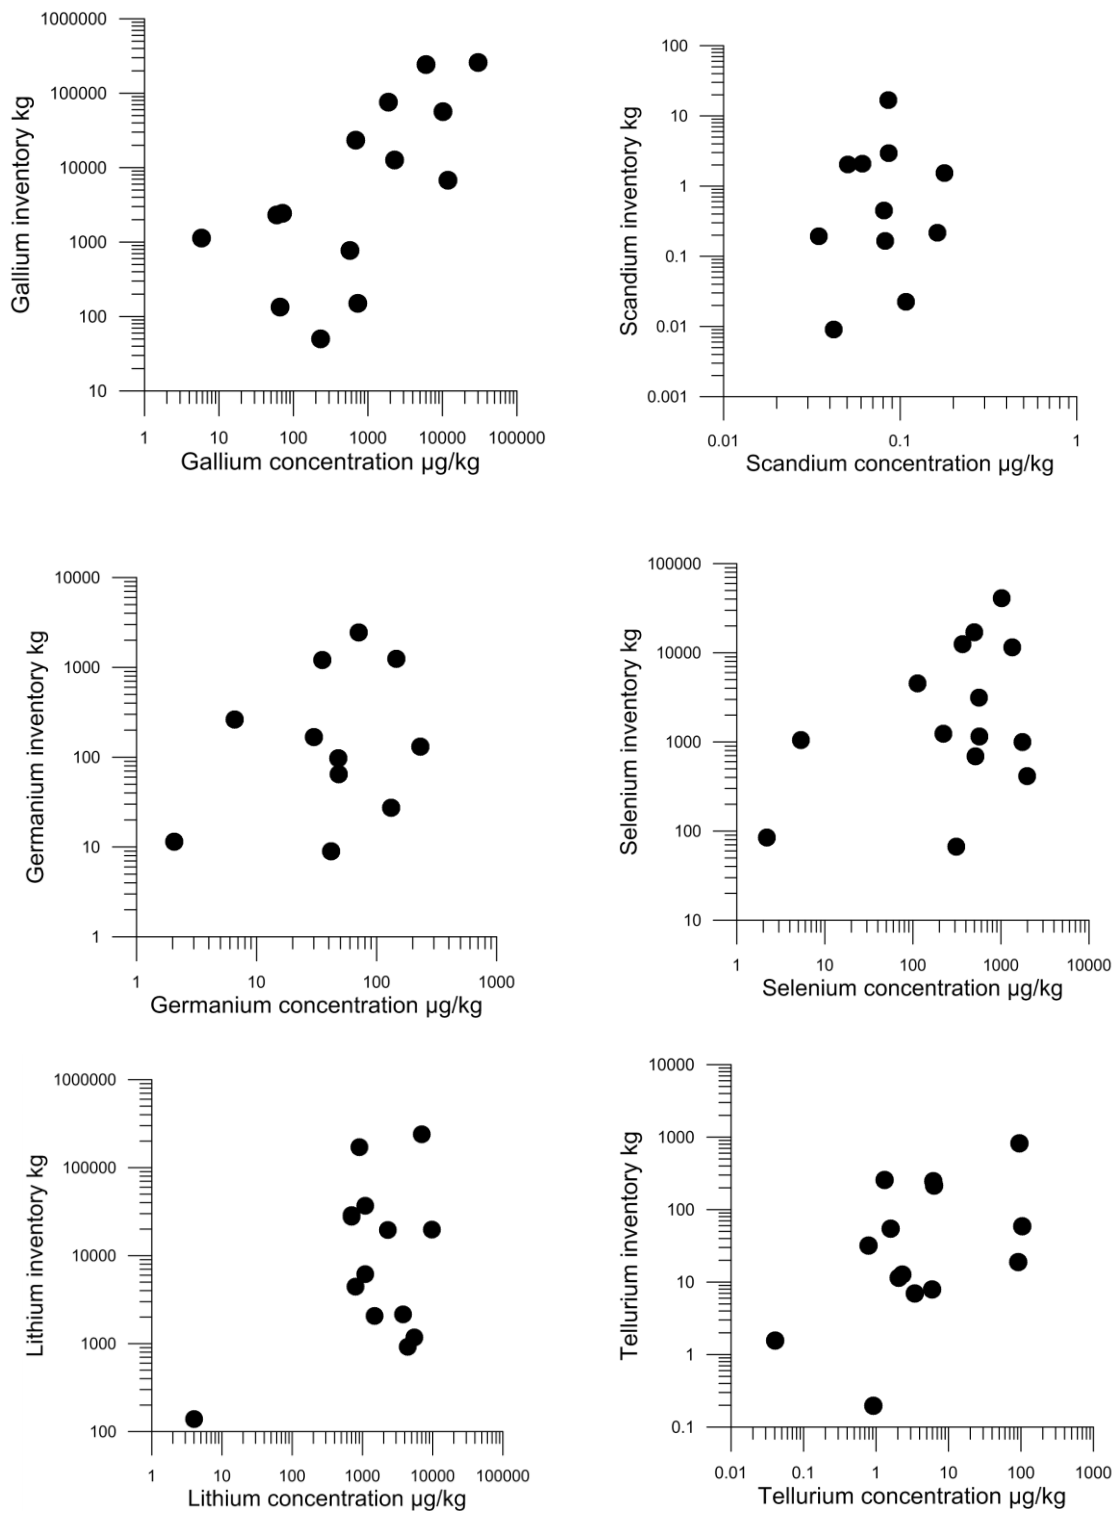 1000000
100000
10000
1000
100
10
Gallium inventory kg
1 10 100 1000 10000 100000
Gallium concentration µg/kg
100
10
1
0.1
0.01
0.001
Scandium inventory kg
0.01 0.1 1
Scandium concentration µg/kg
10000
1000
100
10
1
Germanium inventory kg
1 10 100 1000
Germanium concentration µg/kg
100000
10000
1000
100
10
Selenium inventory kg
1 10 100 1000 10000
Selenium concentration µg/kg
1000000
100000
10000
1000
100
Lithium inventory kg
1 10 100 1000 10000 100000
Lithium concentration µg/kg
10000
1000
100
10
1
0.1
Tellurium inventory kg
0.01 0.1 1 10 100 1000
Tellurium concentration µg/kg